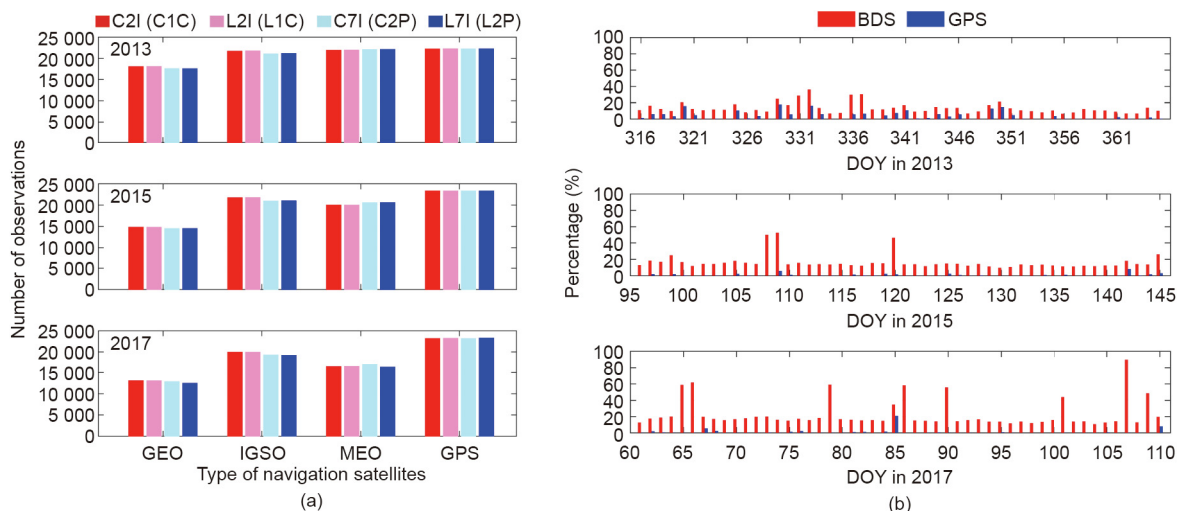 C2I (C1C) L2I (L1C) C7I (C2P) L7I (L2P)
Number of observations
25 000
20 000
15 000
10 000
5 000
0
2013
25 000
20 000
15 000
10 000
5 000
0
2015
25 000
20 000
15 000
10 000
5 000
0
2017
GEO IGSO MEO GPS
Type of navigation satellites
(a)
BDS GPS
Percentage (%)
100
80
60
40
20
0
316 321 326 331 336 341 346 351 356 361
DOY in 2013
100
80
60
40
20
0
95 100 105 110 115 120 125 130 135 140 145
DOY in 2015
100
80
60
40
20
0
60 65 70 75 80 85 90 95 100 105 110
DOY in 2017
(b)